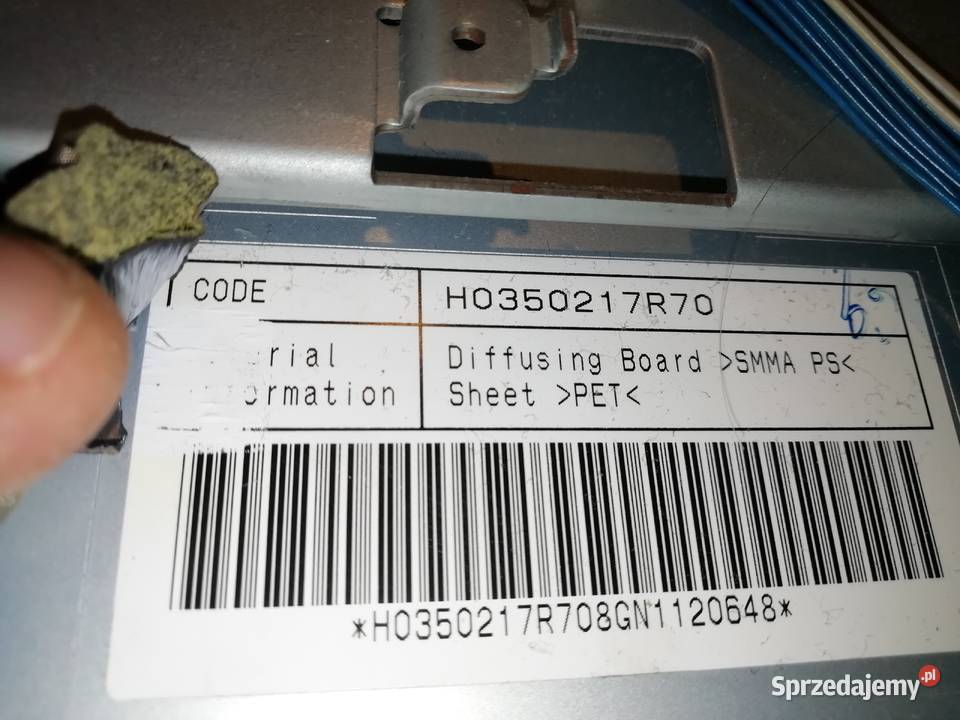 CODE
H0350217R70
rial
ormation
Diffusing Board >SMMA PS<
Sheet >PET<
*H0350217R708GN1120648*
Sprzedajemy.pl